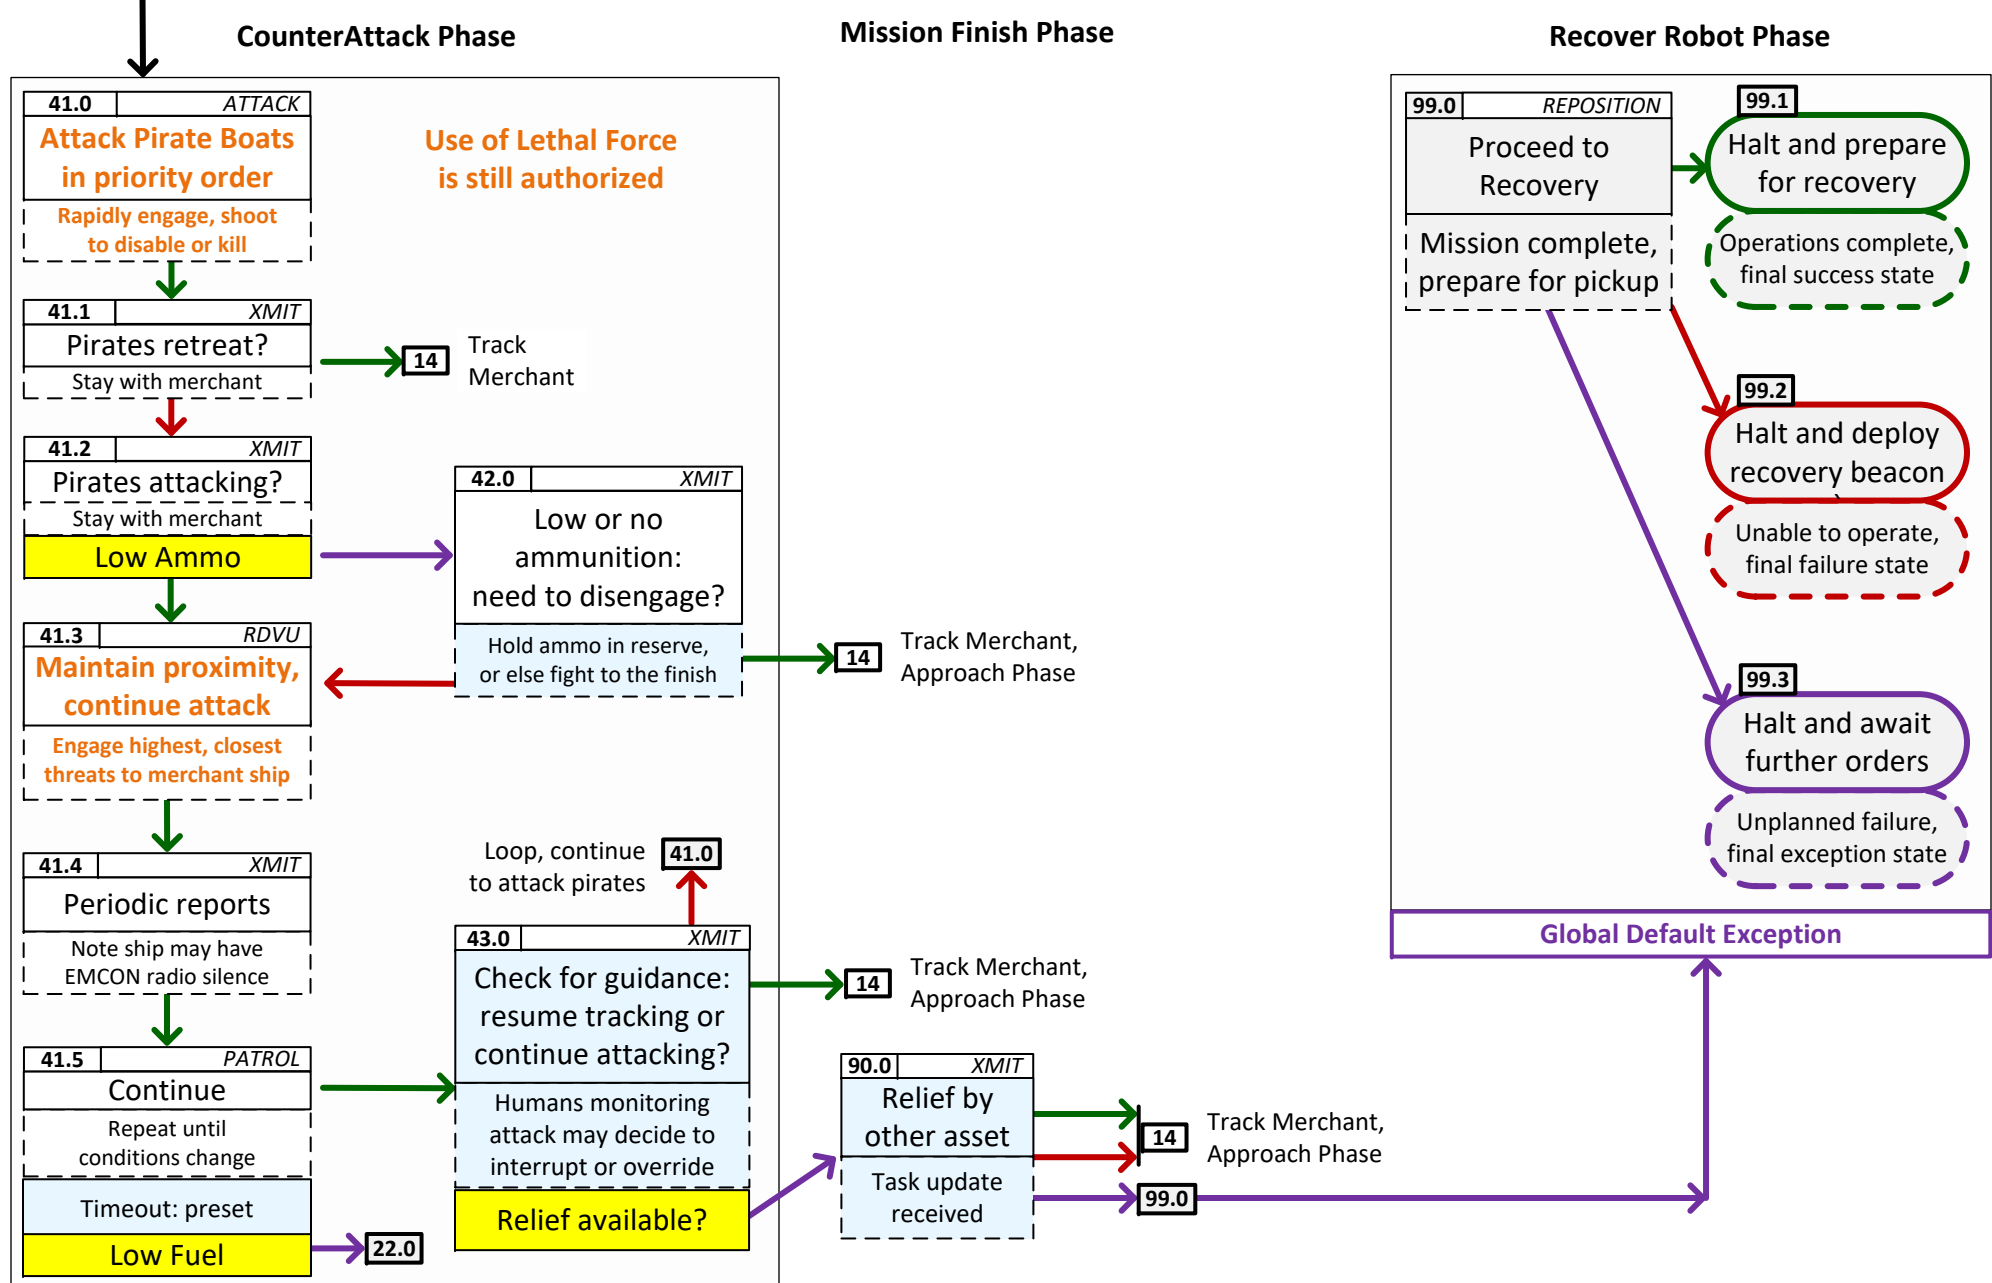 CounterAttack Phase
Mission Finish Phase
Recover Robot Phase
41.0 ATTACK
Attack Pirate Boats
in priority order
Rapidly engage, shoot
to disable or kill
Use of Lethal Force
is still authorized
41.1 XMIT
Pirates retreat?
Stay with merchant
14
Track
Merchant
41.2 XMIT
Pirates attacking?
Stay with merchant
Low Ammo
42.0 XMIT
Low or no
ammunition:
need to disengage?
Hold ammo in reserve,
or else fight to the finish
14
Track Merchant,
Approach Phase
41.3 RDVU
Maintain proximity,
continue attack
Engage highest, closest
threats to merchant ship
41.4 XMIT
Periodic reports
Note ship may have
EMCON radio silence
41.5 PATROL
Continue
Repeat until
conditions change
Timeout: preset
Low Fuel
22.0
Loop, continue
to attack pirates
41.0
43.0 XMIT
Check for guidance:
resume tracking or
continue attacking?
Humans monitoring
attack may decide to
interrupt or override
Relief available?
14
Track Merchant,
Approach Phase
90.0 XMIT
Relief by
other asset
Task update
received
14
Track Merchant,
Approach Phase
99.0
99.0 REPOSITION
Proceed to
Recovery
Mission complete,
prepare for pickup
99.1
Halt and prepare
for recovery
Operations complete,
final success state
99.2
Halt and deploy
recovery beacon
Unable to operate,
final failure state
99.3
Halt and await
further orders
Unplanned failure,
final exception state
Global Default Exception